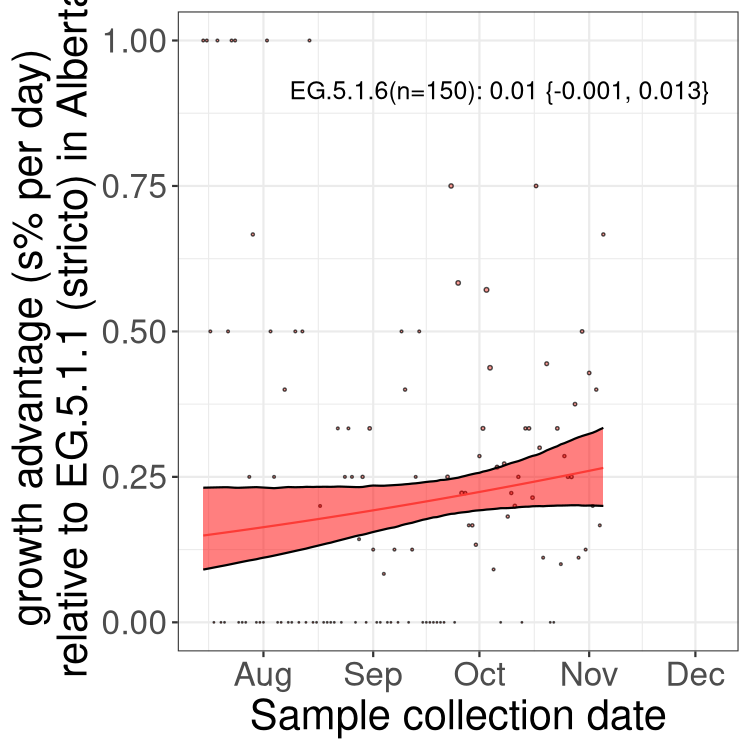 growth advantage (s% per day)
relative to EG.5.1.1 (stricto) in Alberta
1.00
0.75
0.50
0.25
0.00
EG.5.1.6(n=150): 0.01 {-0.001, 0.013}
Aug Sep Oct Nov Dec
Sample collection date